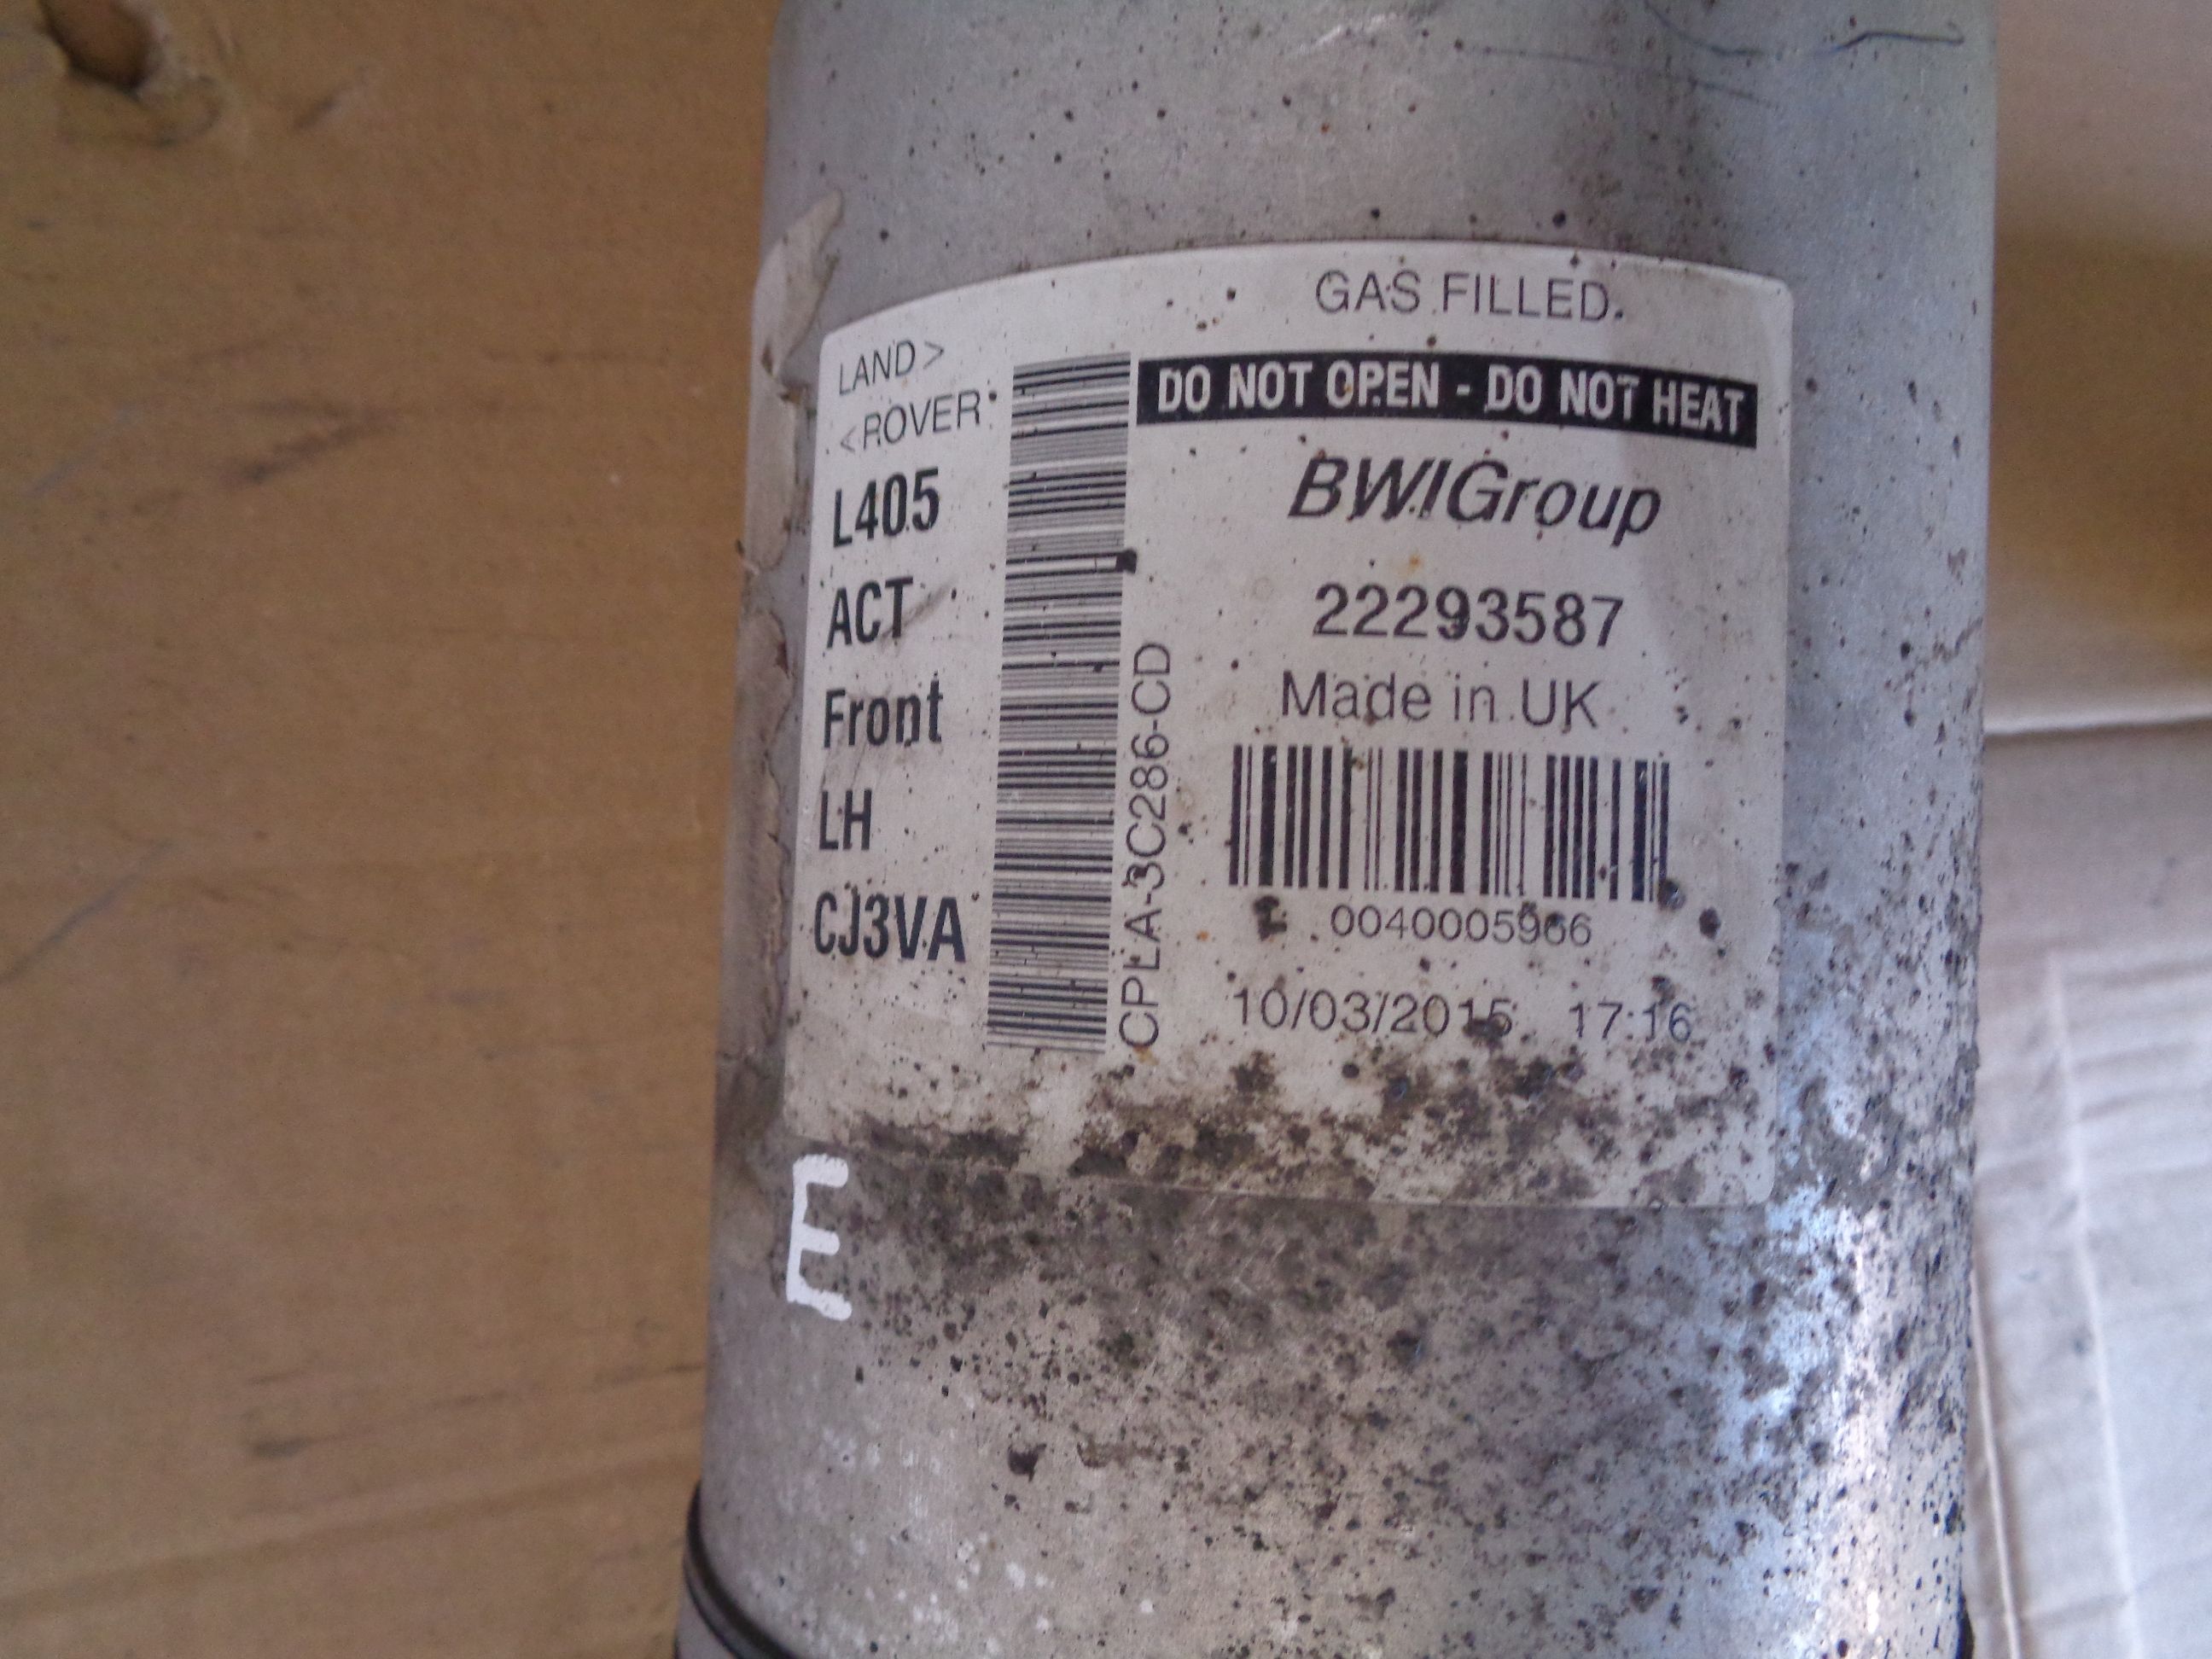 GAS FILLED.
LAND >
< ROVER
DO NOT OPEN - DO NOT HEAT
L405
ACT
Front
LH
CJ3VA
CPLA-3C286-CD
BWIGroup
22293587
Made in UK
0040005966
10/03/2015 17:16
E